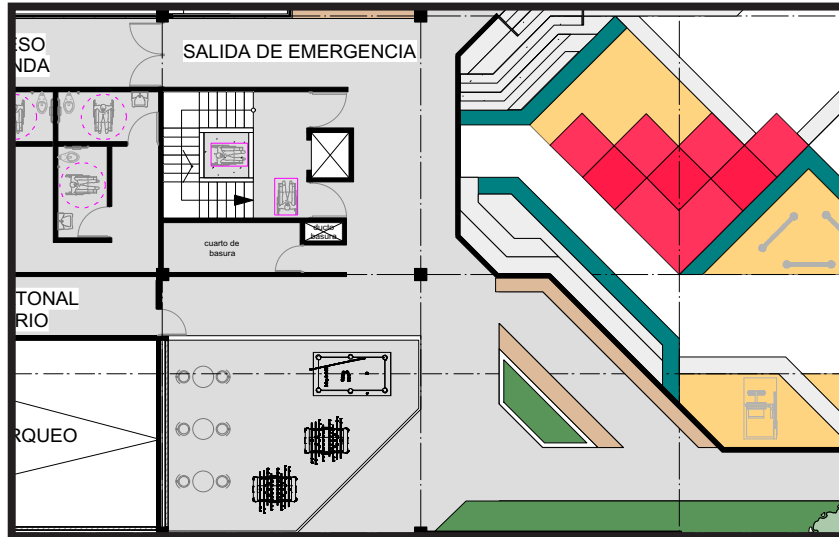 ESO
NDA
SALIDA DE EMERGENCIA
cuarto de
basura
ducto
basura
TONAL
RIO
RQUEO